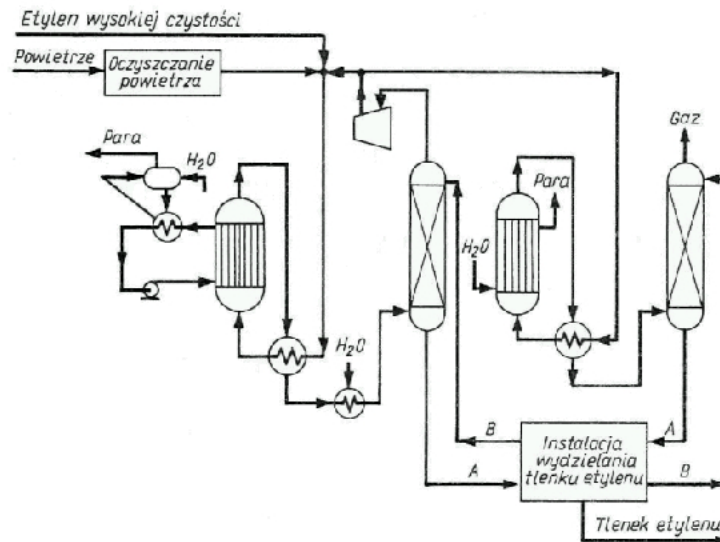 Etylen wysokiej czystości
Powietrze
Oczyszczanie
powietrza
Para
H₂O
Gaz
Para
H₂O
H₂O
B
A
A
B
Instalacja
wydzielania
tlenku etylenu
Tlenek etylenu